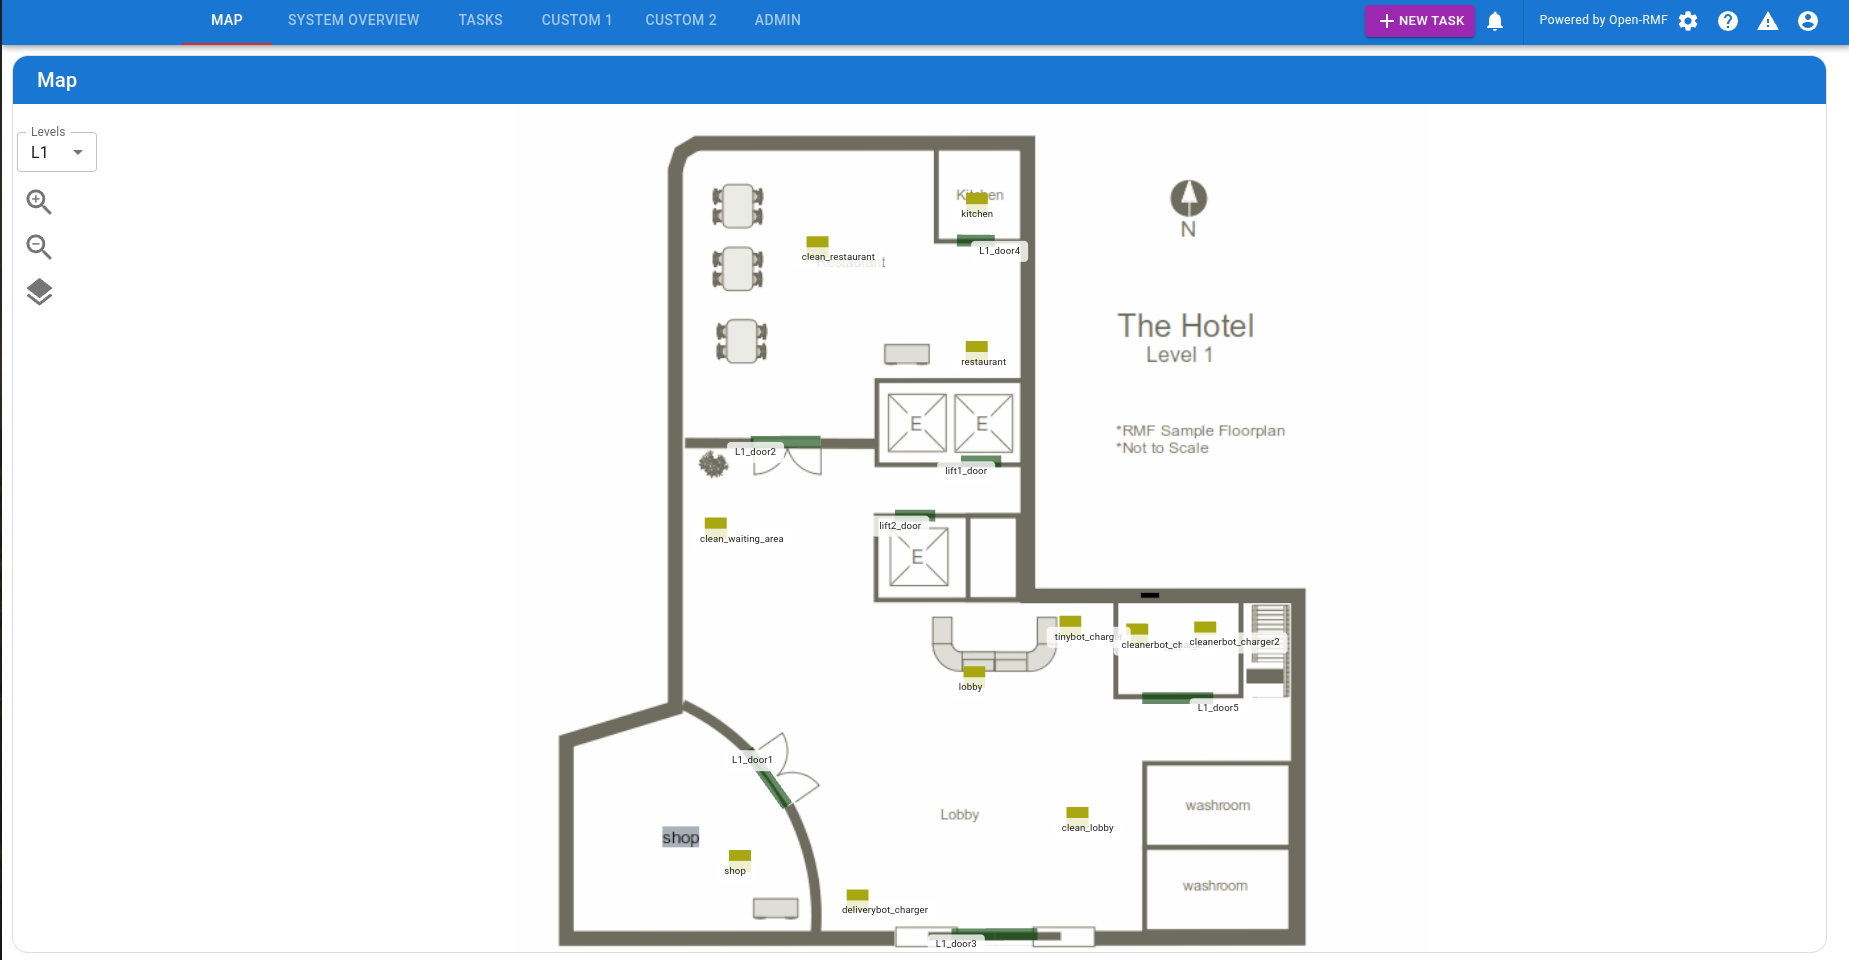 MAP
SYSTEM OVERVIEW
TASKS
CUSTOM 1
CUSTOM 2
ADMIN
NEW TASK
Powered by Open-RMF
Map
Levels
L1
Kitchen
kitchen
L1_door4
clean_restaurant
Restaurant
N
The Hotel
Level 1
restaurant
E
E
*RMF Sample Floorplan
*Not to Scale
L1_door2
lift1_door
lift2_door
clean_waiting_area
E
tinybot_charger
cleanerbot_ch
cleanerbot_charger2
lobby
L1_door5
L1_door1
washroom
Lobby
clean_lobby
shop
shop
washroom
deliverybot_charger
L1_door3